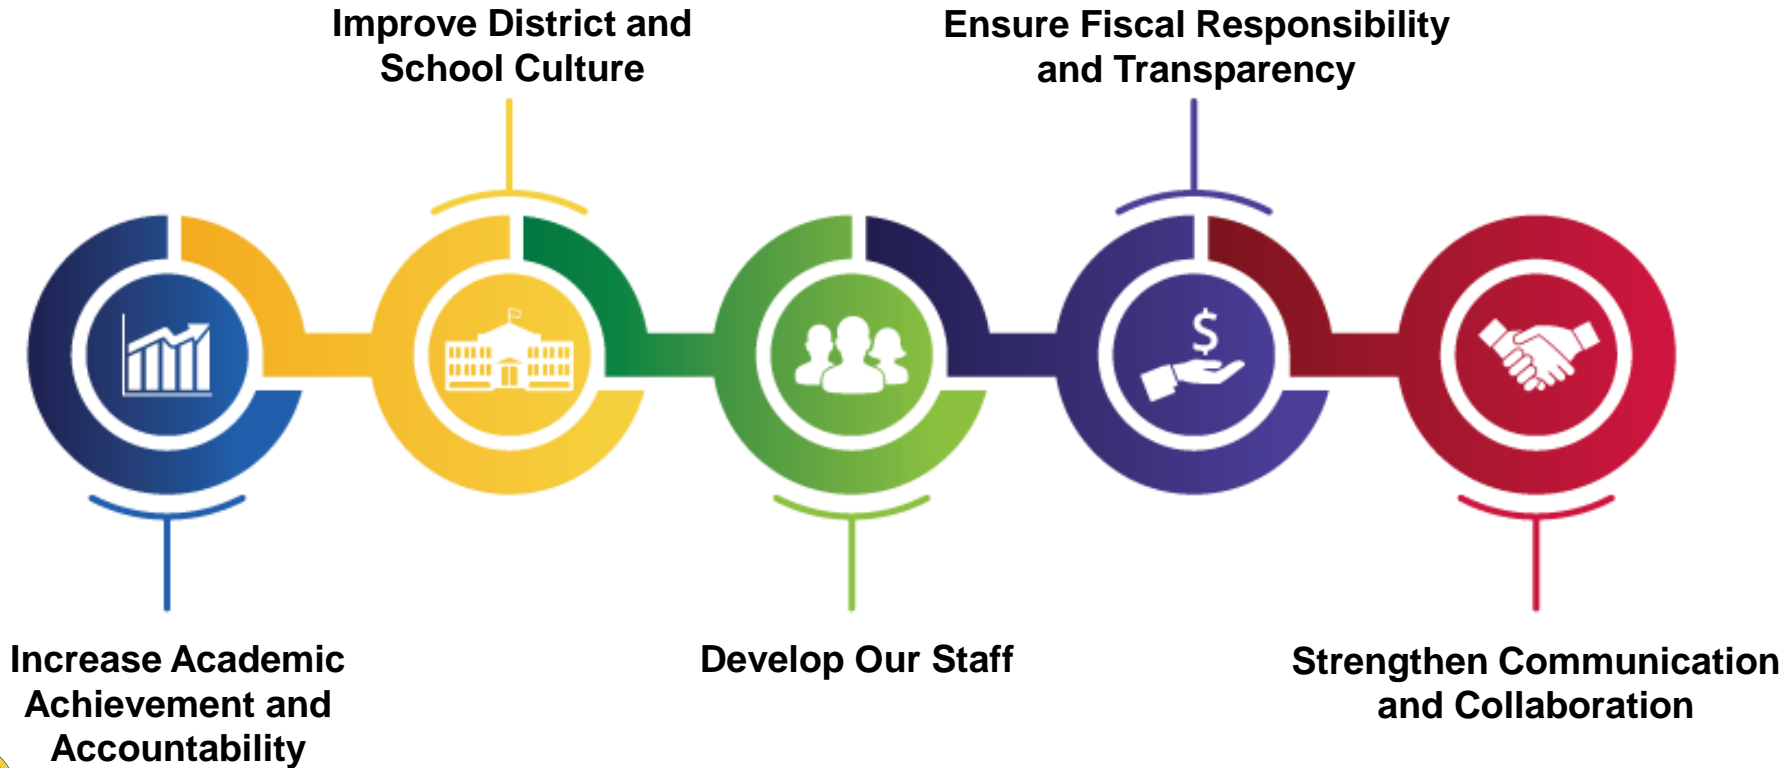 Improve District and
School Culture
Ensure Fiscal Responsibility
and Transparency
$
Increase Academic
Achievement and
Accountability
Develop Our Staff
Strengthen Communication
and Collaboration